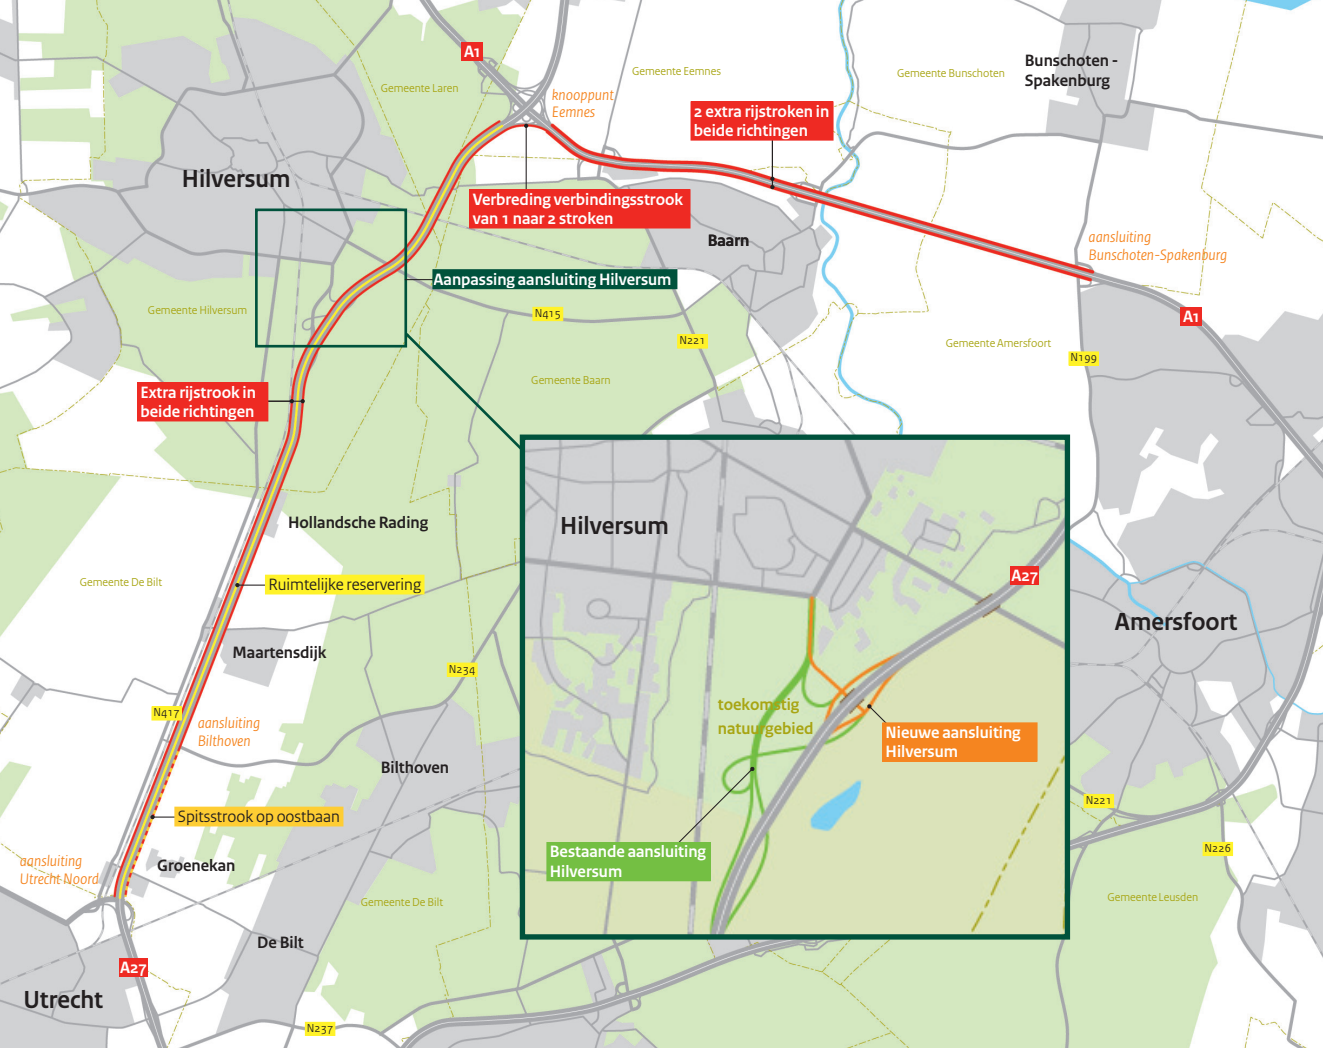 A1
Gemeente Laren
knooppunt
Eemnes
Gemeente Eemnes
2 extra rijstroken in
beide richtingen
Gemeente Bunschoten
Bunschoten -
Spakenburg
Hilversum
Verbreding verbindingsstrook
van 1 naar 2 stroken
Baarn
aansluiting
Bunschoten-Spakenburg
Aanpassing aansluiting Hilversum
Gemeente Hilversum
N415
N221
A1
Gemeente Amersfoort
N199
Gemeente Baarn
Extra rijstrook in
beide richtingen
Hollandsche Rading
Hilversum
A27
Gemeente De Bilt
Ruimtelijke reservering
Amersfoort
Maartensdijk
N234
N417
aansluiting
Bilthoven
toekomstig
natuurgebied
Nieuwe aansluiting
Hilversum
Bilthoven
N221
Spitsstrook op oostbaan
N226
Bestaande aansluiting
Hilversum
aansluiting
Utrecht Noord
Groenekan
Gemeente De Bilt
Gemeente Leusden
De Bilt
A27
Utrecht
N237